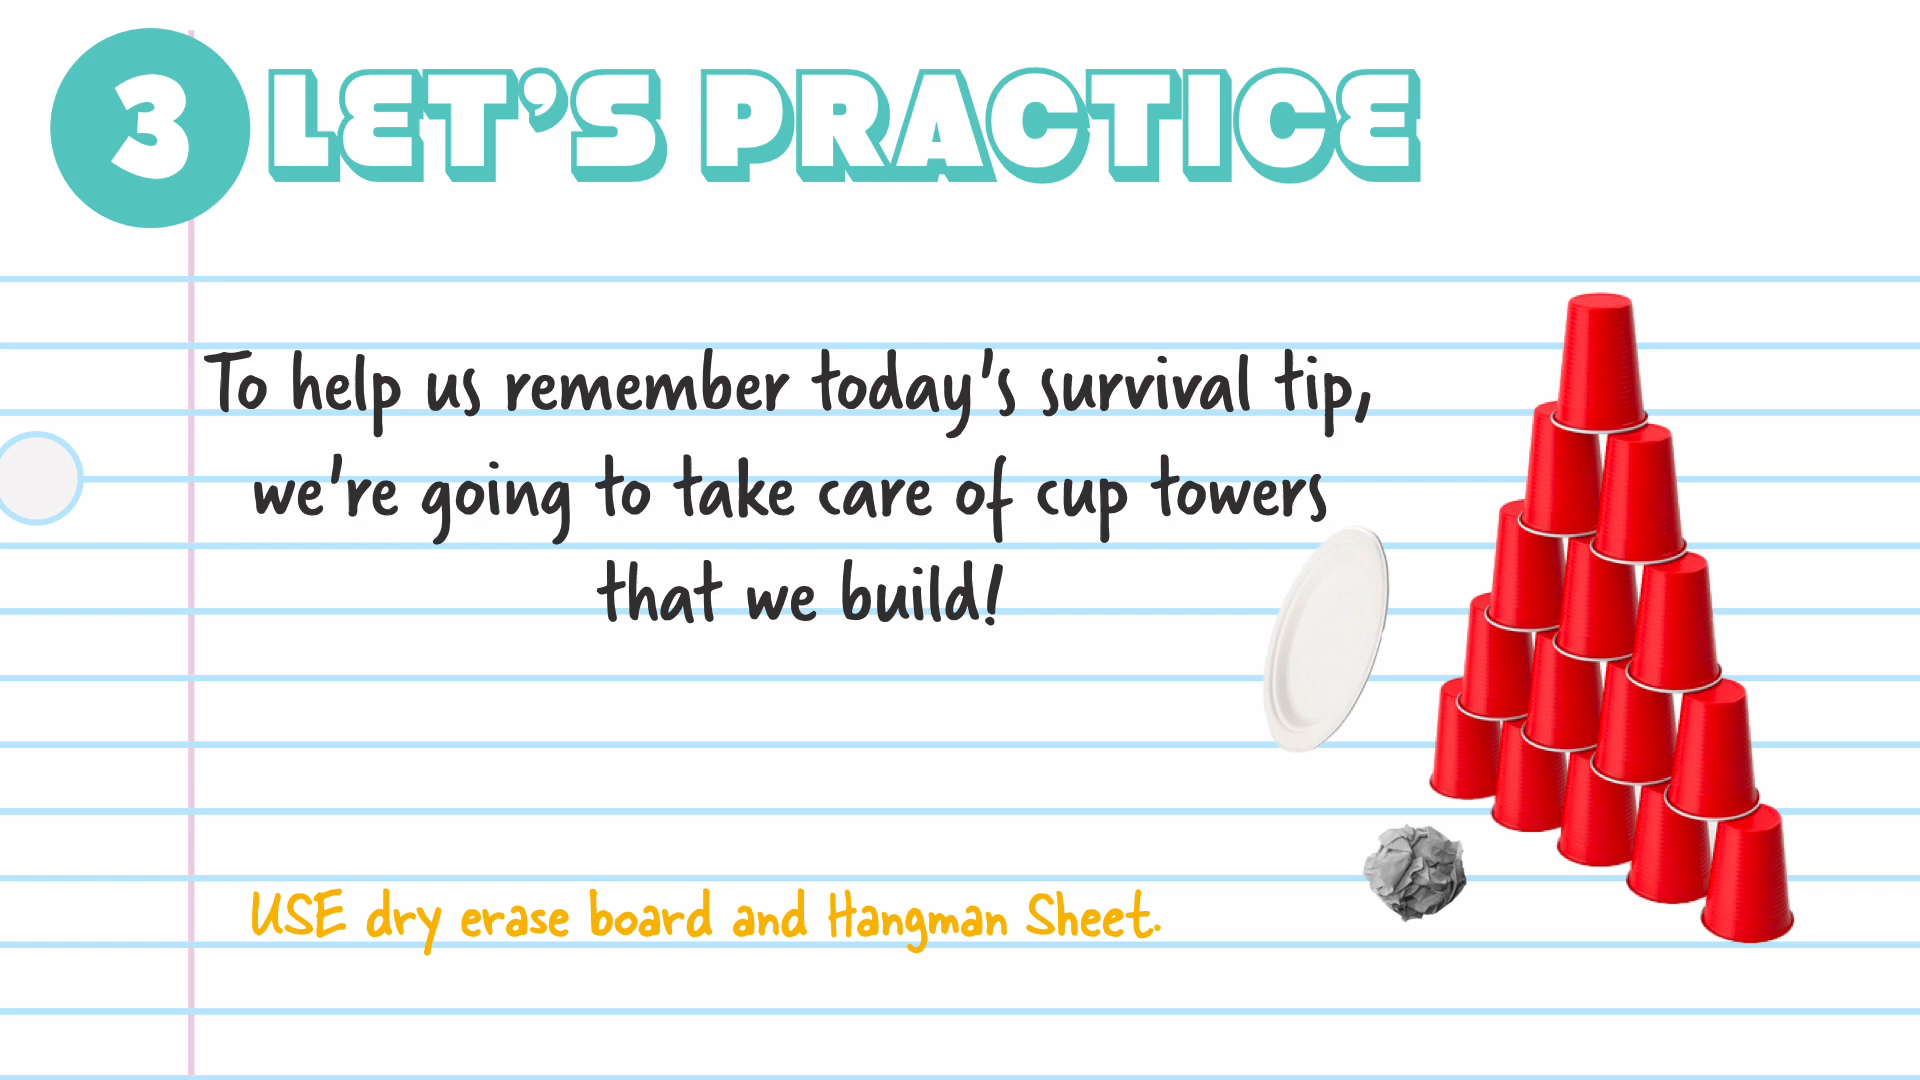 3
LET'S PRACTICE
To help us remember today's survival tip,
we're going to take care of cup towers
that we build!
USE dry erase board and Hangman Sheet.